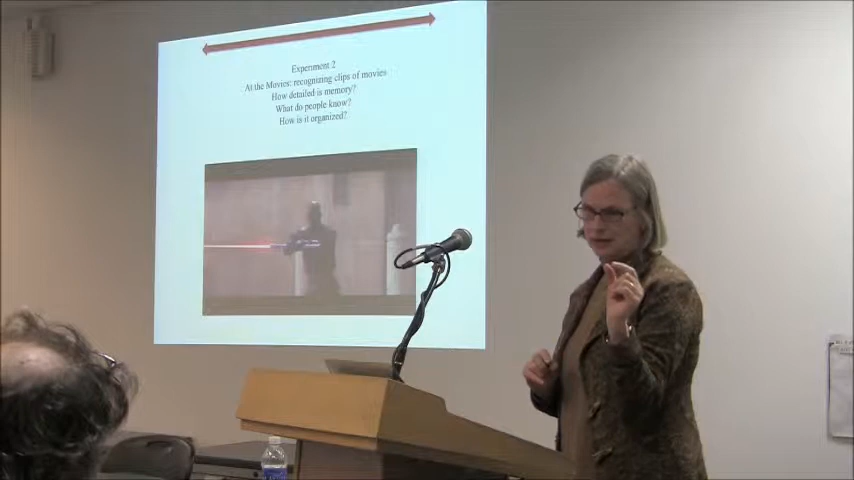 Experiment 2
At the Movies: recognizing clips of movies
How detailed is memory?
What do people know?
How is it organized?